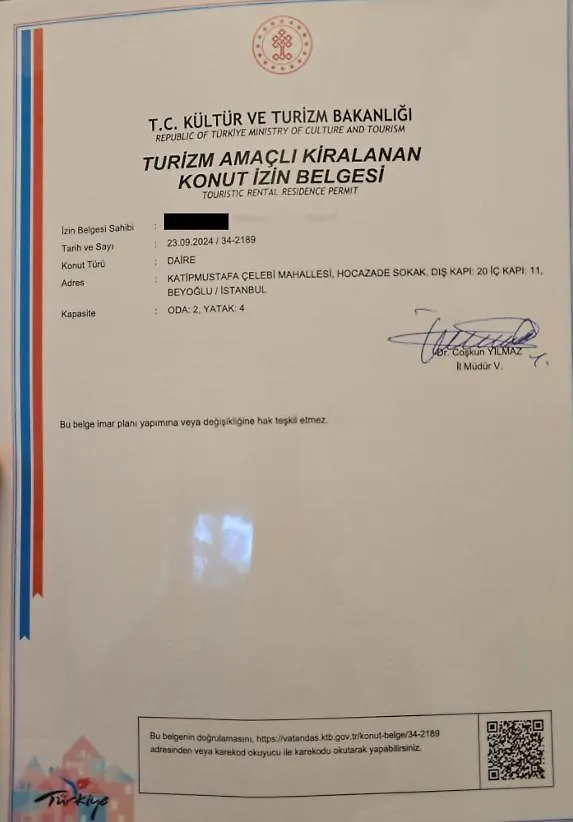 T.C. KÜLTÜR VE TURİZM BAKANLIĞI
REPUBLIC OF TÜRKİYE MINISTRY OF CULTURE AND TOURISM
TURİZM AMAÇLI KİRALANAN
KONUT İZİN BELGESİ
TOURISTIC RENTAL RESIDENCE PERMIT
İzin Belgesi Sahibi :
Tarih ve Sayı : 23.09.2024 / 34-2189
Konut Türü : DAİRE
Adres : KATİPMUSTAFA ÇELEBİ MAHALLESİ, HOCAZADE SOKAK, DIŞ KAPI: 20 İÇ KAPI: 11,
BEYOĞLU / İSTANBUL
Kapasite : ODA: 2, YATAK: 4
Dr. Coşkun YILMAZ
İl Müdür V.
Bu belge imar planı yapımına veya değişikliğine hak teşkil etmez.
Bu belgenin doğrulamasını, https://vatandas.ktb.gov.tr/konut-belge/34-2189
adresinden veya karekod okuyucu ile karekodu okutarak yapabilirsiniz.
Türkiye